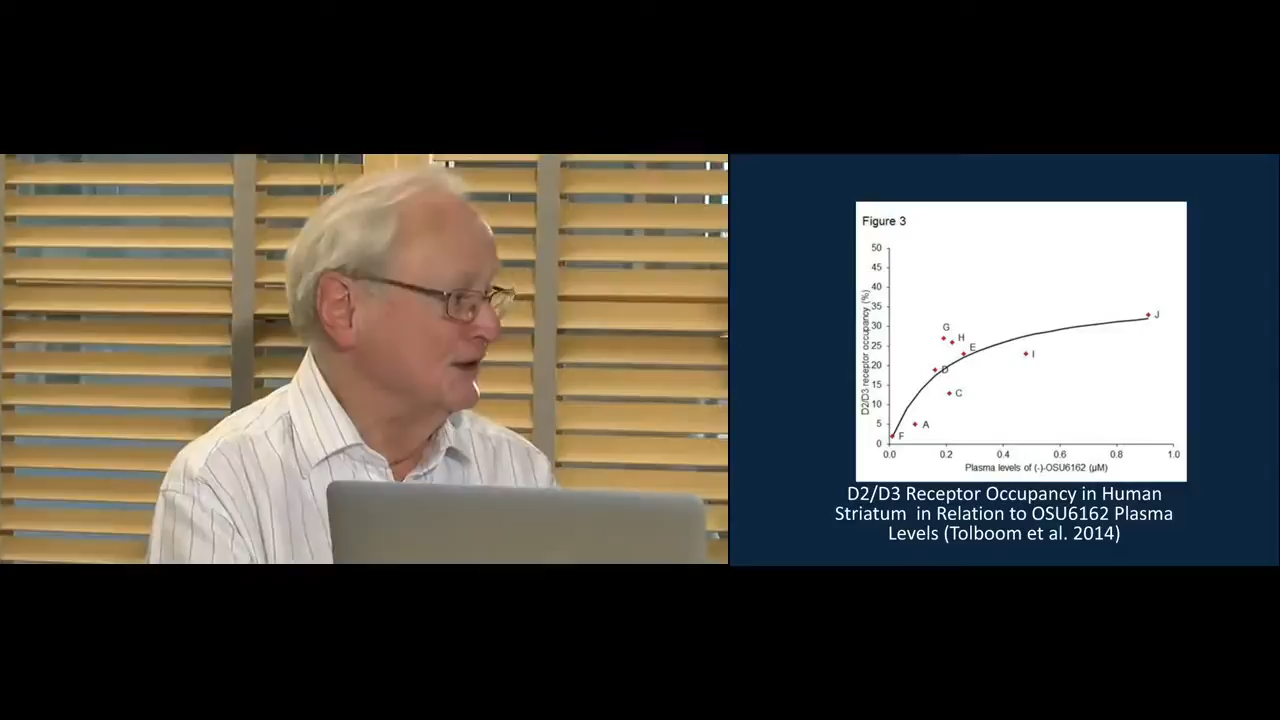 Figure 3
D2/D3 receptor occupancy (%)
50
45
40
35
30
25
20
15
10
5
0
G
H
E
D
C
A
F
I
J
0.0 0.2 0.4 0.6 0.8 1.0
Plasma levels of (-)-OSU6162 (µM)
D2/D3 Receptor Occupancy in Human
Striatum in Relation to OSU6162 Plasma
Levels (Tolboom et al. 2014)